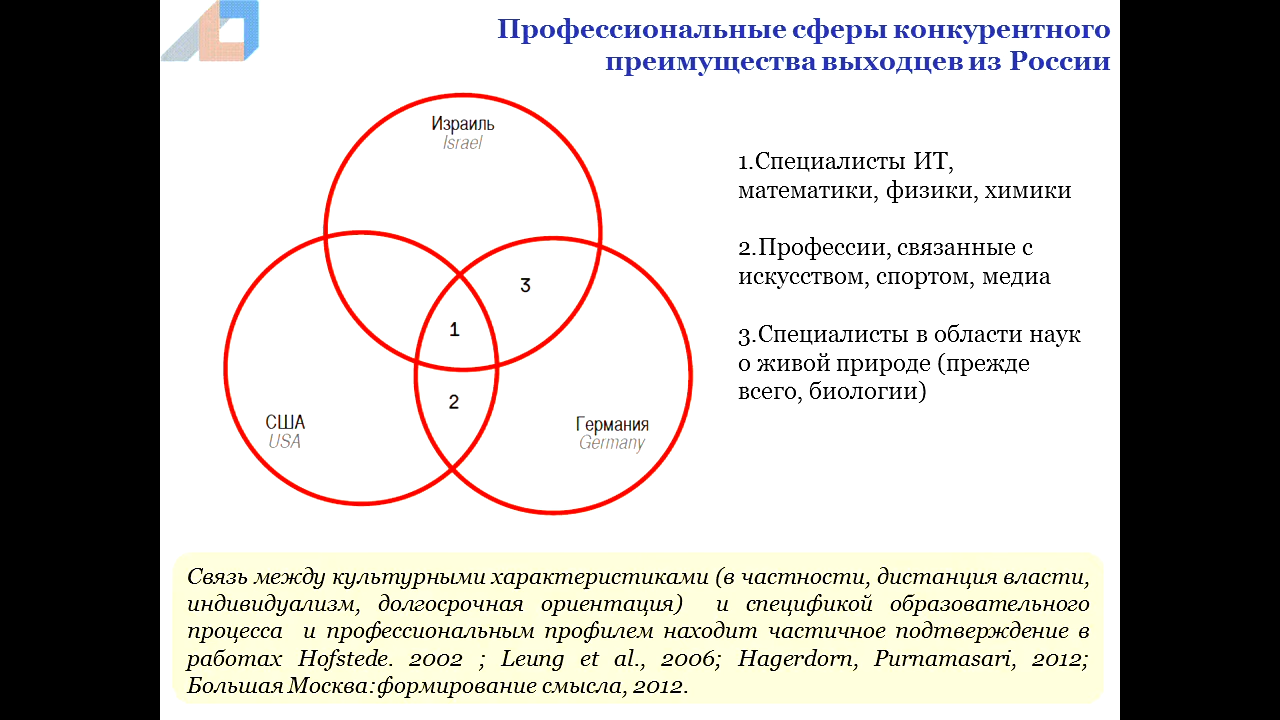 Профессиональные сферы конкурентного
преимущества выходцев из России
Израиль
Israel
3
1
2
США
USA
Германия
Germany
1.Специалисты ИТ,
математики, физики, химики
2.Профессии, связанные с
искусством, спортом, медиа
3.Специалисты в области наук
о живой природе (прежде
всего, биологии)
Связь между культурными характеристиками (в частности, дистанция власти,
индивидуализм, долгосрочная ориентация) и спецификой образовательного
процесса и профессиональным профилем находит частичное подтверждение в
работах Hofstede. 2002 ; Leung et al., 2006; Hagerdorn, Purnamasari, 2012;
Большая Москва:формирование смысла, 2012.